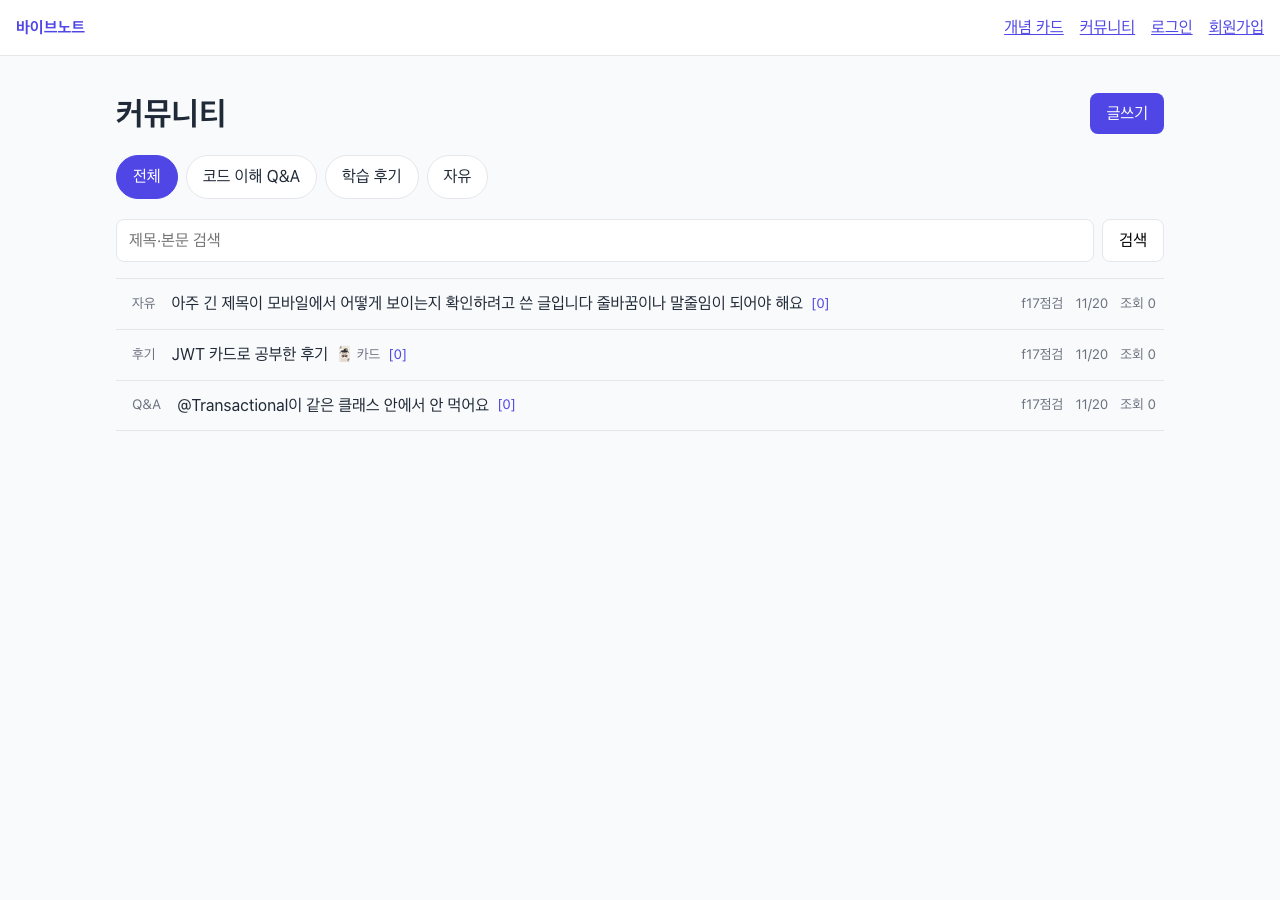 바이브노트 개념 카드 커뮤니티 로그인 회원가입
커뮤니티 글쓰기
전체 코드 이해 Q&A 학습 후기 자유
제목·본문 검색 검색
자유 아주 긴 제목이 모바일에서 어떻게 보이는지 확인하려고 쓴 글입니다 줄바꿈이나 말줄임이 되어야 해요 [0] f17점검 11/20 조회 0
후기 JWT 카드로 공부한 후기 🃏 카드 [0] f17점검 11/20 조회 0
Q&A @Transactional이 같은 클래스 안에서 안 먹어요 [0] f17점검 11/20 조회 0